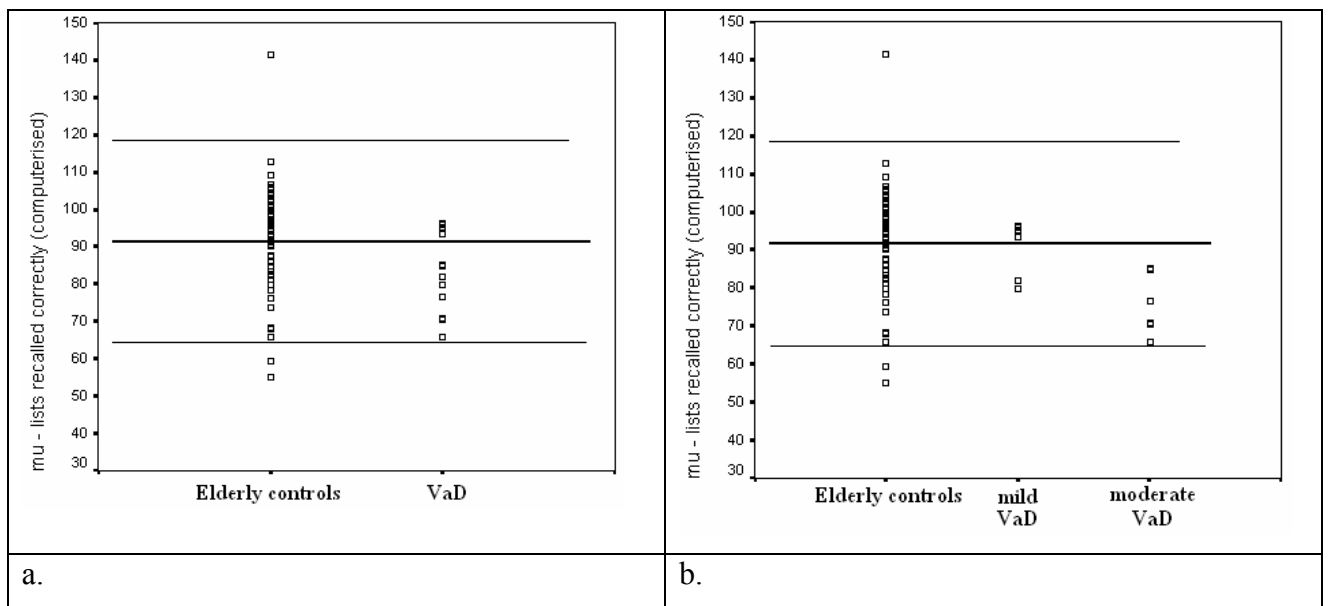 mu - lists recalled correctly (computerised)
150
140
130
120
110
100
90
80
70
60
50
40
30
Elderly controls
VaD
a.
mu - lists recalled correctly (computerised)
150
140
130
120
110
100
90
80
70
60
50
40
30
Elderly controls
mild
VaD
moderate
VaD
b.